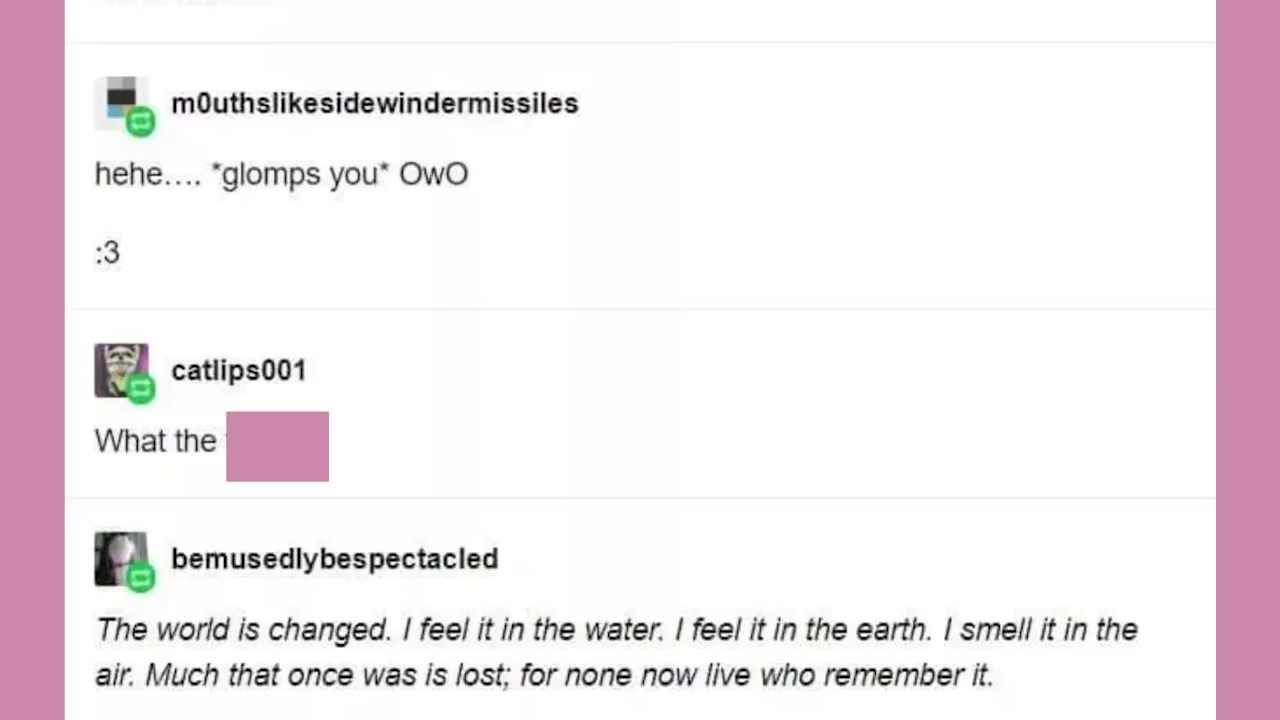 m0uthslikesidewindermissiles
hehe.... *glomps you* OwO
:3
catlips001
What the
bemusedlybespectacled
The world is changed. I feel it in the water. I feel it in the earth. I smell it in the
air. Much that once was is lost; for none now live who remember it.